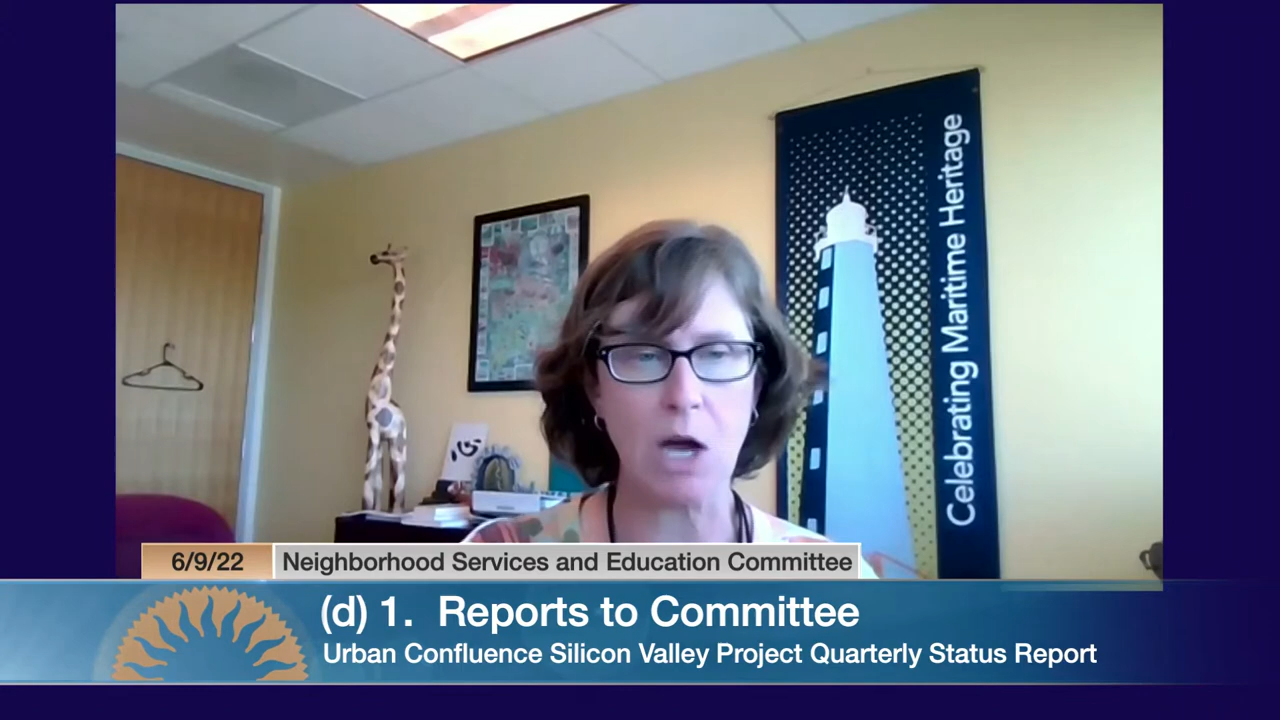 Celebrating Maritime Heritage
6/9/22
Neighborhood Services and Education Committee
(d) 1. Reports to Committee
Urban Confluence Silicon Valley Project Quarterly Status Report